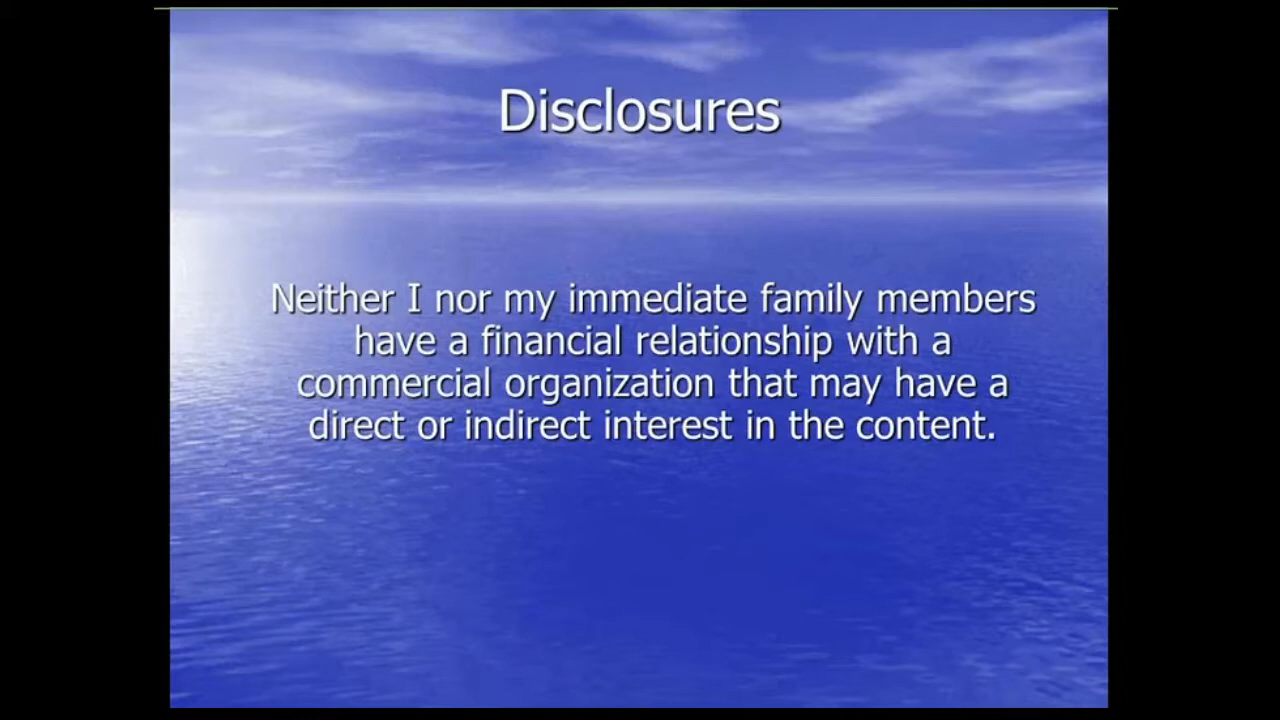 Disclosures
Neither I nor my immediate family members
have a financial relationship with a
commercial organization that may have a
direct or indirect interest in the content.